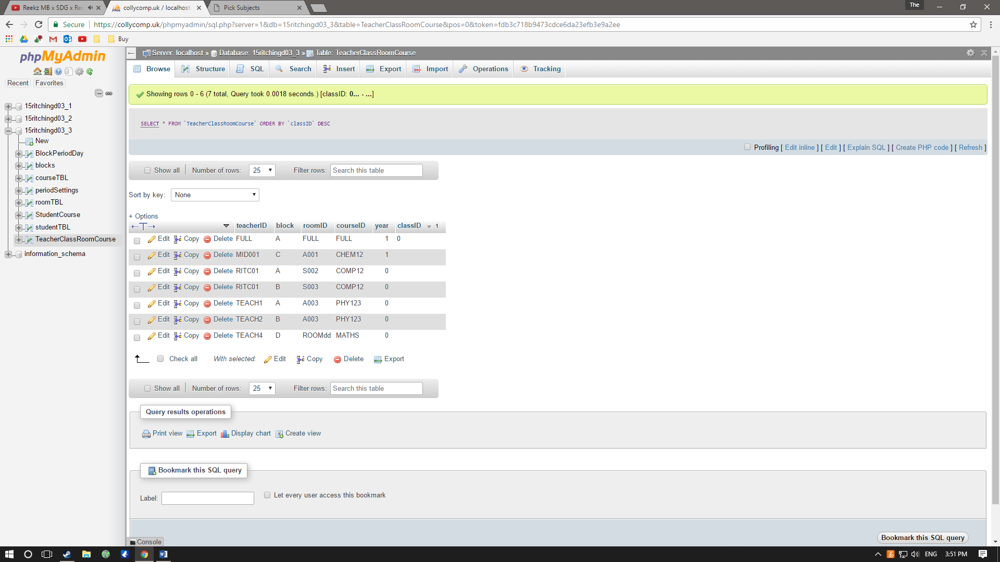 Reekz MB x SDG x Ree
collycomp.uk / localhost
Pick Subjects
The
Secure
https://collycomp.uk/phpmyadmin/sql.php?server=1&db=15ritchingd03_3&table=TeacherClassRoomCourse&pos=0&token=fdb3c718b9473cdce6da23efb3e9a2ee
Buy
phpMyAdmin
Recent Favorites
15ritchingd03_1
15ritchingd03_2
15ritchingd03_3
New
BlockPeriodDay
blocks
courseTBL
periodSettings
roomTBL
StudentCourse
studentTBL
TeacherClassRoomCourse
information_schema
Server: localhost » Database: 15ritchingd03_3 » Table: TeacherClassRoomCourse
Browse Structure SQL Search Insert Export Import Operations Tracking
Showing rows 0 - 6 (7 total, Query took 0.0018 seconds.) [classID: 0... - ...]
SELECT * FROM `TeacherClassRoomCourse` ORDER BY `classID` DESC
Profiling [ Edit inline ] [ Edit ] [ Explain SQL ] [ Create PHP code ] [ Refresh ]
Show all Number of rows: 25 Filter rows: Search this table
Sort by key: None
+ Options
teacherID block roomID courseID year classID 1
Edit Copy Delete FULL A FULL FULL 1 0
Edit Copy Delete MID001 C A001 CHEM12 1
Edit Copy Delete RITC01 A S002 COMP12 0
Edit Copy Delete RITC01 B S003 COMP12 0
Edit Copy Delete TEACH1 A A003 PHY123 0
Edit Copy Delete TEACH2 B A003 PHY123 0
Edit Copy Delete TEACH4 D ROOMdd MATHS 0
Check all With selected: Edit Copy Delete Export
Show all Number of rows: 25 Filter rows: Search this table
Query results operations
Print view Export Display chart Create view
Bookmark this SQL query
Label: Let every user access this bookmark
Bookmark this SQL query
Console
ENG 3:51 PM